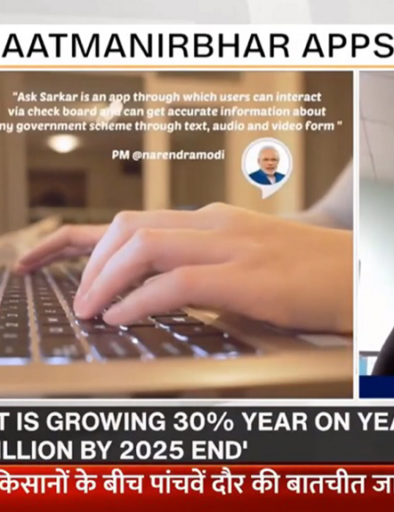 AATMANIRBHAR APPS
"Ask Sarkar is an app through which users can interact
via check board and can get accurate information about
ny government scheme through text, audio and video form "
PM @narendramodi
T IS GROWING 30% YEAR ON YEA
ILLION BY 2025 END'
किसानों के बीच पांचवें दौर की बातचीत जा